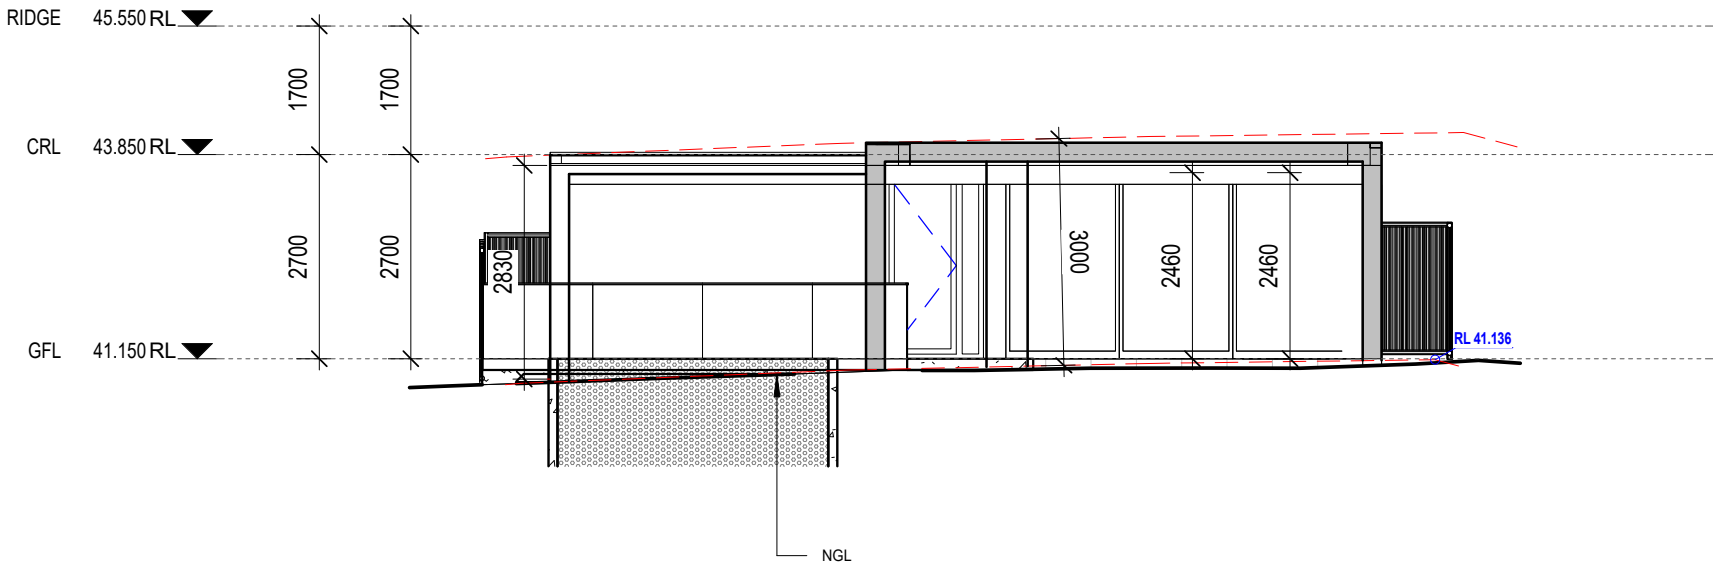 RIDGE 45.550 RL
1700 1700
CRL 43.850 RL
2700 2700 2830 3000 2460 2460
RL 41.136
GFL 41.150 RL
NGL